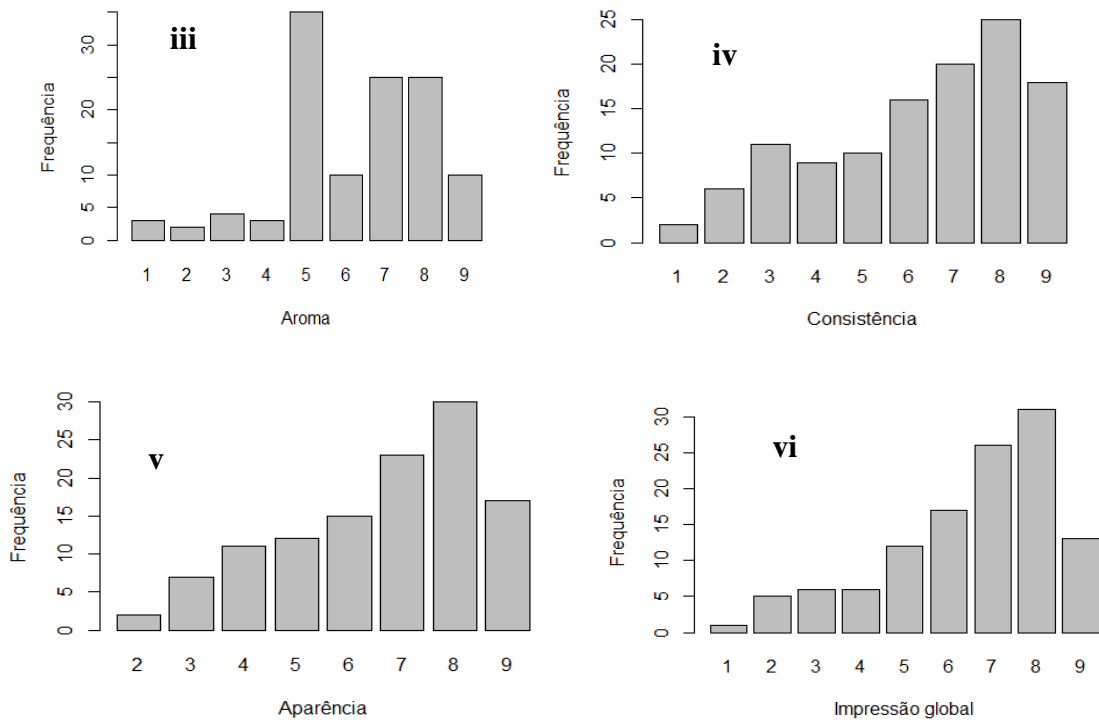 iii
Frequência
0 5 10 20 30
1 2 3 4 5 6 7 8 9
Aroma
iv
Frequência
0 5 10 15 20 25
1 2 3 4 5 6 7 8 9
Consistência
v
Frequência
0 5 10 15 20 25 30
2 3 4 5 6 7 8 9
Aparência
vi
Frequência
0 5 10 15 20 25 30
1 2 3 4 5 6 7 8 9
Impressão global